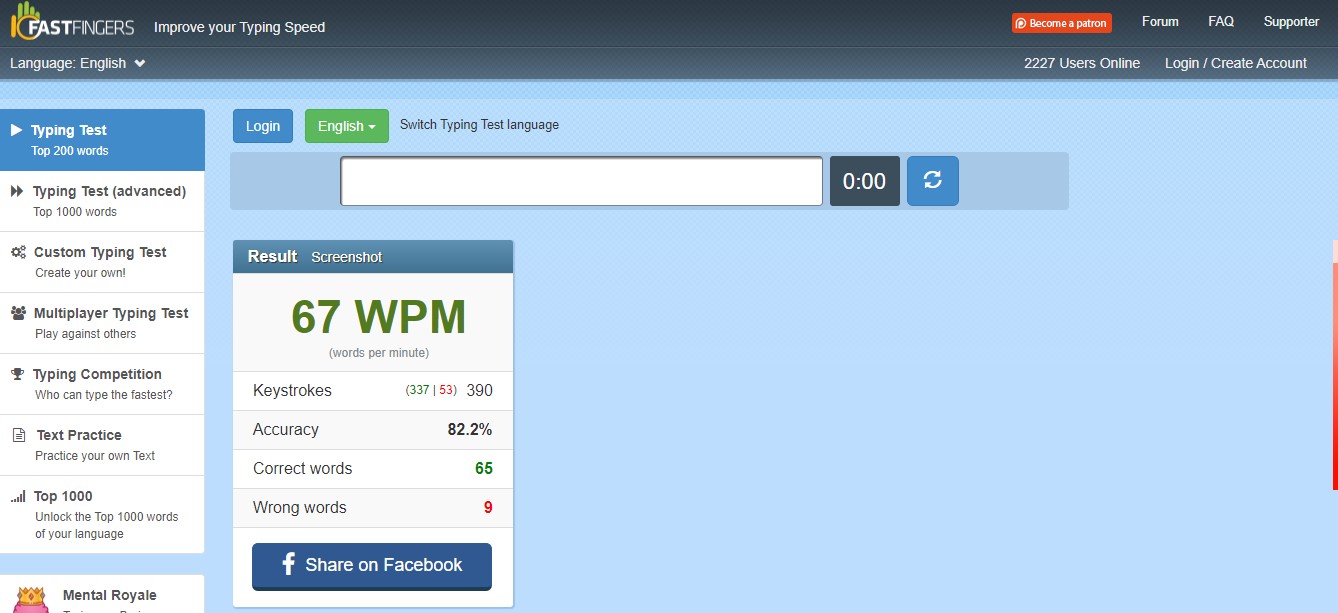 10FASTFINGERS Improve your Typing Speed
Become a patron Forum FAQ Supporter
Language: English
2227 Users Online Login / Create Account
Typing Test
Top 200 words
Typing Test (advanced)
Top 1000 words
Custom Typing Test
Create your own!
Multiplayer Typing Test
Play against others
Typing Competition
Who can type the fastest?
Text Practice
Practice your own Text
Top 1000
Unlock the Top 1000 words
of your language
Mental Royale
Login English Switch Typing Test language
0:00
Result Screenshot
67 WPM
(words per minute)
Keystrokes (337 | 53) 390
Accuracy 82.2%
Correct words 65
Wrong words 9
Share on Facebook